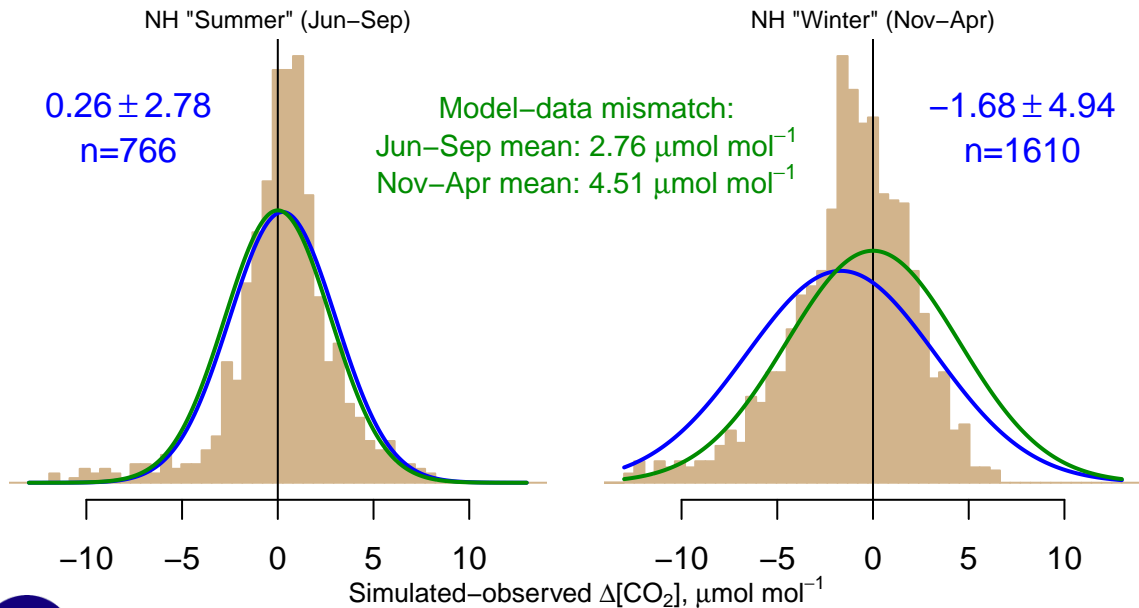 NH "Summer" (Jun−Sep)
0.26 ± 2.78
n=766
Model−data mismatch:
Jun−Sep mean: 2.76 μmol mol⁻¹
Nov−Apr mean: 4.51 μmol mol⁻¹
NH "Winter" (Nov−Apr)
−1.68 ± 4.94
n=1610
−10 −5 0 5 10
−10 −5 0 5 10
Simulated−observed Δ[CO₂], μmol mol⁻¹